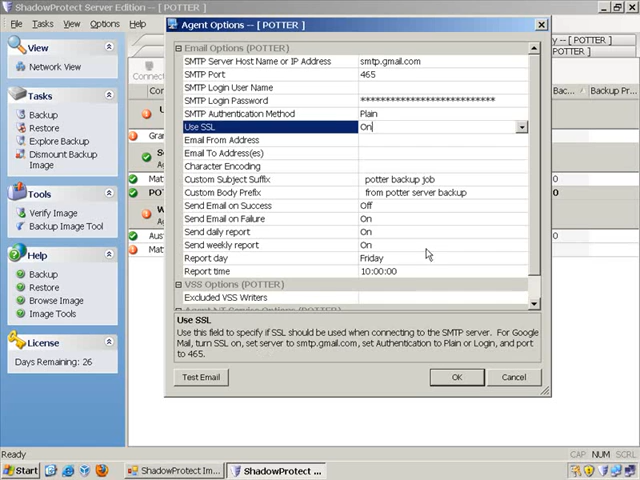 ShadowProtect Server Edition -- [ POTTER ]
File Tasks View Options Help
View
Network View
Tasks
Backup
Restore
Explore Backup
Dismount Backup
Image
Tools
Verify Image
Backup Image Tool
Help
Backup
Restore
Browse Image
Image Tools
License
Days Remaining: 26
Agent Options -- [ POTTER ]
Email Options (POTTER)
SMTP Server Host Name or IP Address smtp.gmail.com
SMTP Port 465
SMTP Login User Name
SMTP Login Password ***************************
SMTP Authentication Method Plain
Use SSL On
Email From Address
Email To Address(es)
Character Encoding
Custom Subject Suffix potter backup job
Custom Body Prefix from potter server backup
Send Email on Success Off
Send Email on Failure On
Send daily report On
Send weekly report On
Report day Friday
Report time 10:00:00
VSS Options (POTTER)
Excluded VSS Writers
Use SSL
Use this field to specify if SSL should be used when connecting to the SMTP server. For Google
Mail, turn SSL on, set server to smtp.gmail.com, set Authentication to Plain or Login, and port
to 465.
Test Email OK Cancel
y -- [ POTTER ]
[ POTTER ]
Bac... Backup Pr...
Ready
CAP NUM SCRL
Start ShadowProtect Im... ShadowProtect ...